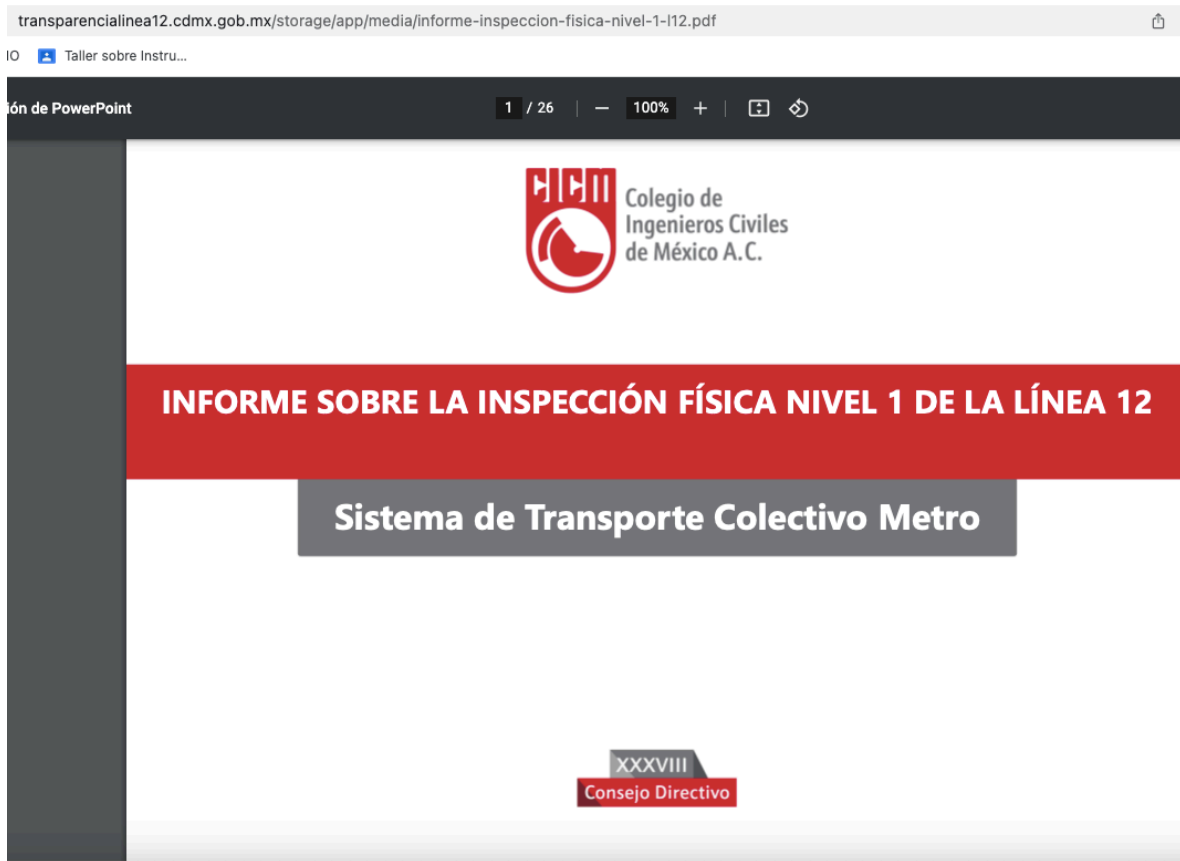 transparencialinea12.cdmx.gob.mx/storage/app/media/informe-inspeccion-fisica-nivel-1-l12.pdf
IO Taller sobre Instru...
ión de PowerPoint 1 / 26 | — 100% + |
CICM
Colegio de
Ingenieros Civiles
de México A.C.
INFORME SOBRE LA INSPECCIÓN FÍSICA NIVEL 1 DE LA LÍNEA 12
Sistema de Transporte Colectivo Metro
XXXVIII
Consejo Directivo